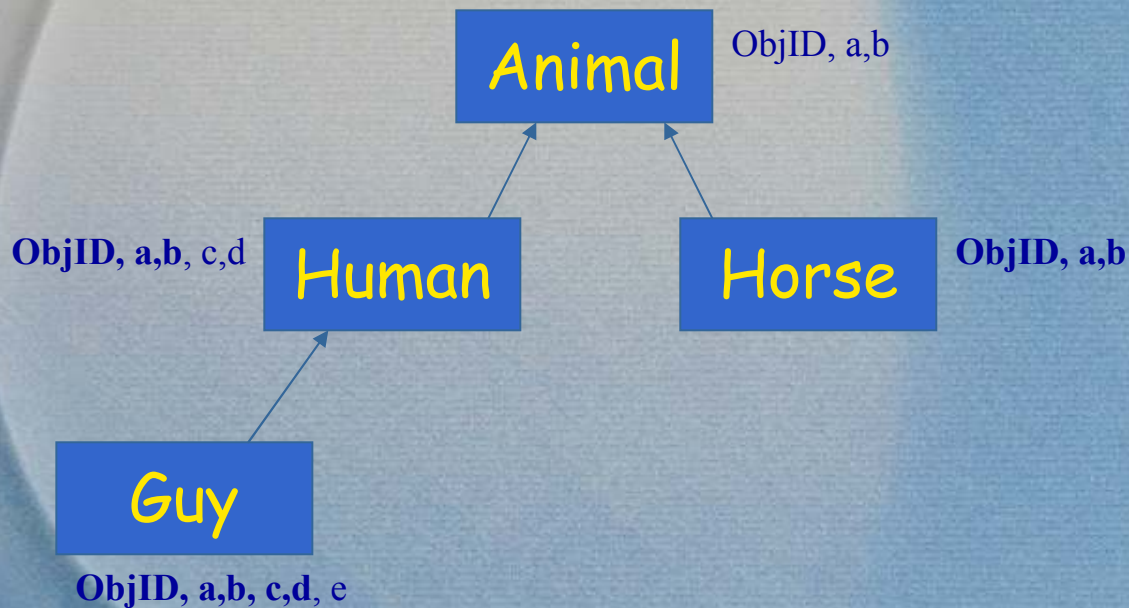 Animal
ObjID, a,b
ObjID, a,b, c,d
Human
Horse
ObjID, a,b
Guy
ObjID, a,b, c,d, e